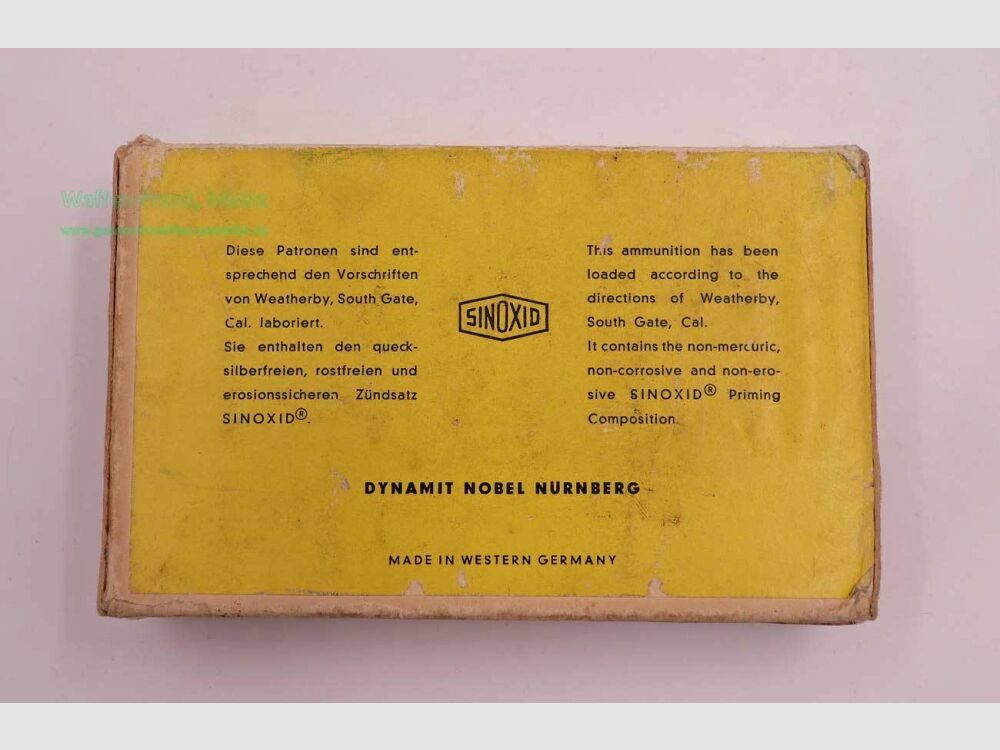 Diese Patronen sind ent-
sprechend den Vorschriften
von Weatherby, South Gate,
Cal. laboriert.
Sie enthalten den queck-
silberfreien, rostfreien und
erosionssicheren Zündsatz
SINOXID®.
SINOXID
This ammunition has been
loaded according to the
directions of Weatherby,
South Gate, Cal.
It contains the non-mercuric,
non-corrosive and non-ero-
sive SINOXID® Priming
Composition.
DYNAMIT NOBEL NÜRNBERG
MADE IN WESTERN GERMANY